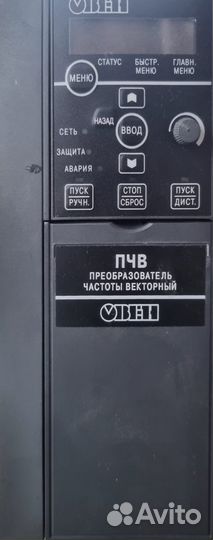 ОВЕН
СТАТУС БЫСТР. МЕНЮ ГЛАВН. МЕНЮ
МЕНЮ
НАЗАД
ВВОД
СЕТЬ
ЗАЩИТА
АВАРИЯ
ПУСК РУЧН.
СТОП СБРОС
ПУСК ДИСТ.
ПЧВ
ПРЕОБРАЗОВАТЕЛЬ
ЧАСТОТЫ ВЕКТОРНЫЙ
ОВЕН
Avito